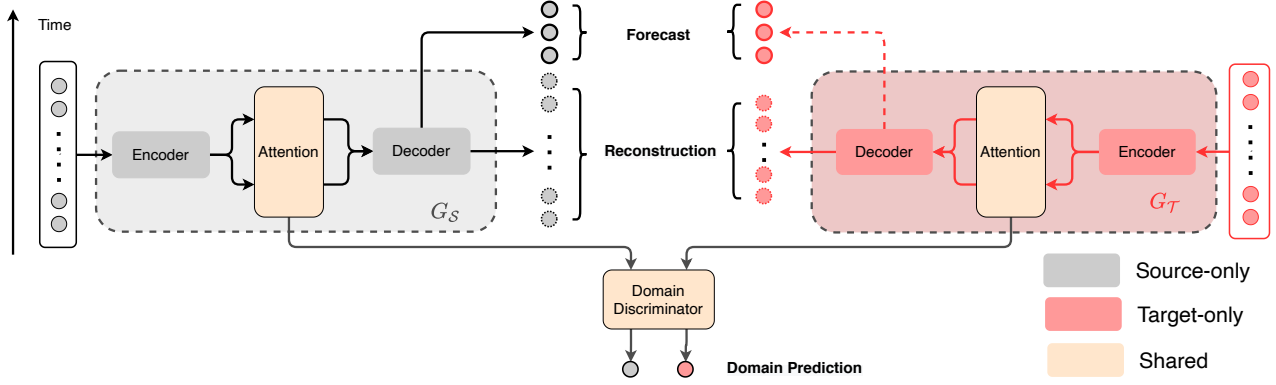 Time
Forecast
Encoder
Attention
Decoder
Reconstruction
Decoder
Attention
Encoder
G_S
G_T
Domain
Discriminator
Domain Prediction
Source-only
Target-only
Shared